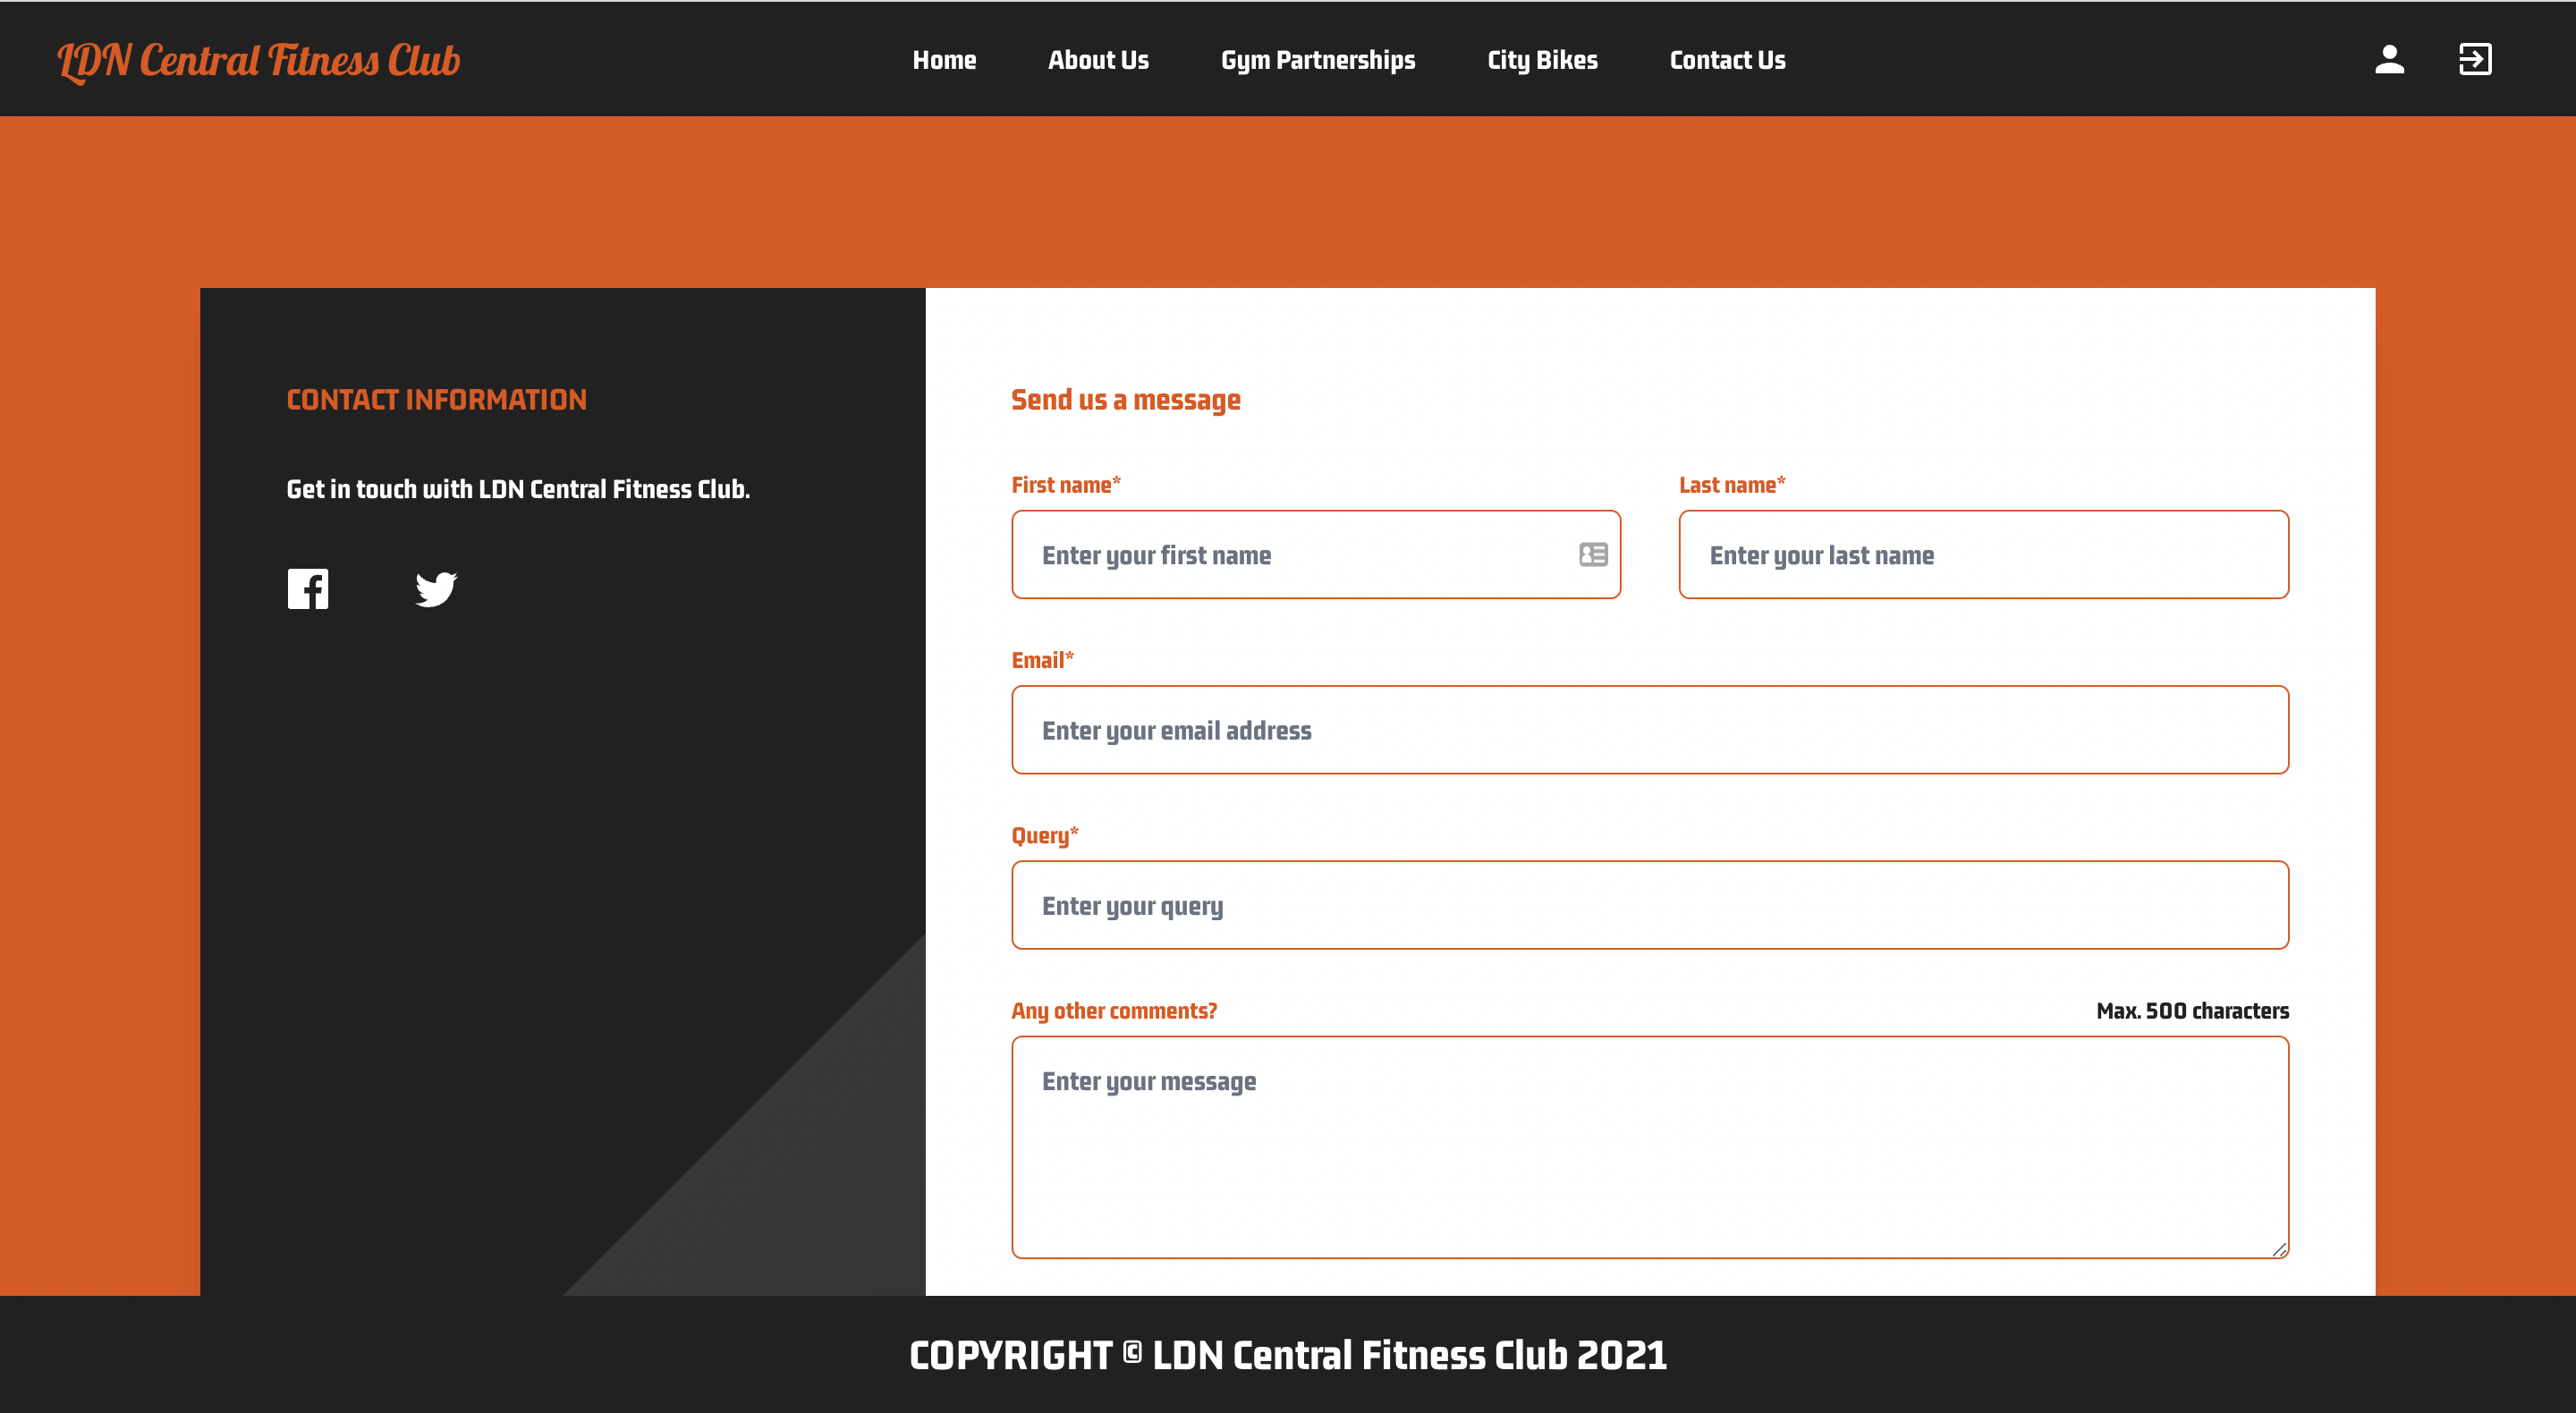 LDN Central Fitness Club
Home About Us Gym Partnerships City Bikes Contact Us
CONTACT INFORMATION
Get in touch with LDN Central Fitness Club.
Send us a message
First name* Last name*
Enter your first name Enter your last name
Email*
Enter your email address
Query*
Enter your query
Any other comments? Max. 500 characters
Enter your message
COPYRIGHT © LDN Central Fitness Club 2021